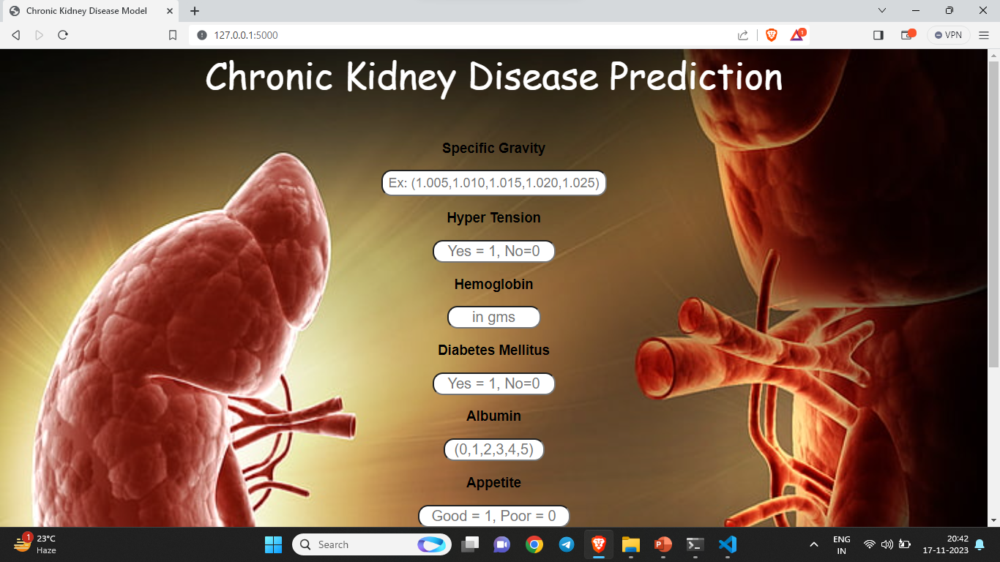 Chronic Kidney Disease Model
127.0.0.1:5000
1
VPN
Chronic Kidney Disease Prediction
Specific Gravity
Ex: (1.005,1.010,1.015,1.020,1.025)
Hyper Tension
Yes = 1, No=0
Hemoglobin
in gms
Diabetes Mellitus
Yes = 1, No=0
Albumin
(0,1,2,3,4,5)
Appetite
Good = 1, Poor = 0
1
23°C
Haze
Search
ENG
IN
20:42
17-11-2023